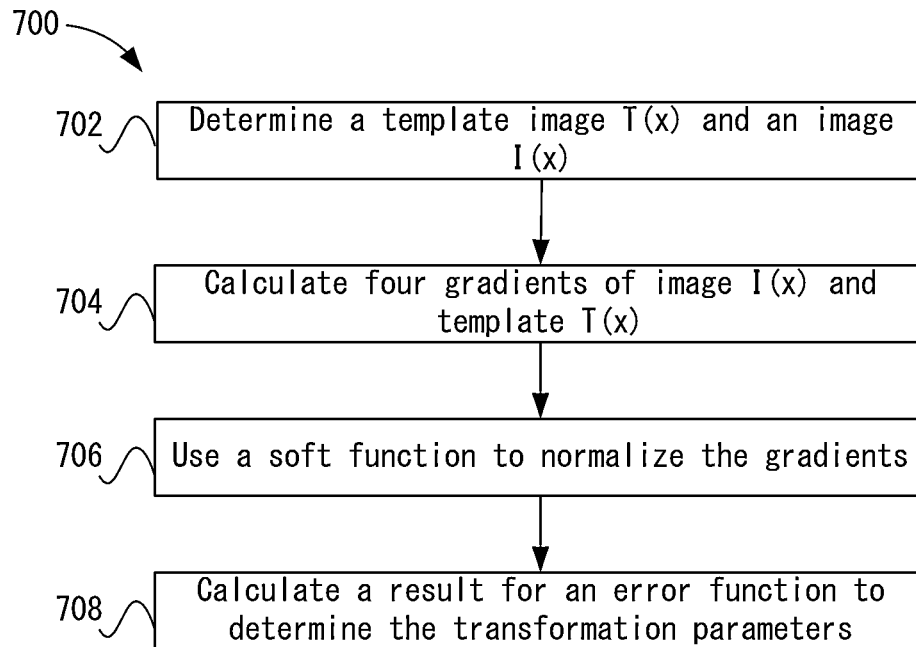 700
702
Determine a template image T(x) and an image
I(x)
704
Calculate four gradients of image I(x) and
template T(x)
706
Use a soft function to normalize the gradients
708
Calculate a result for an error function to
determine the transformation parameters